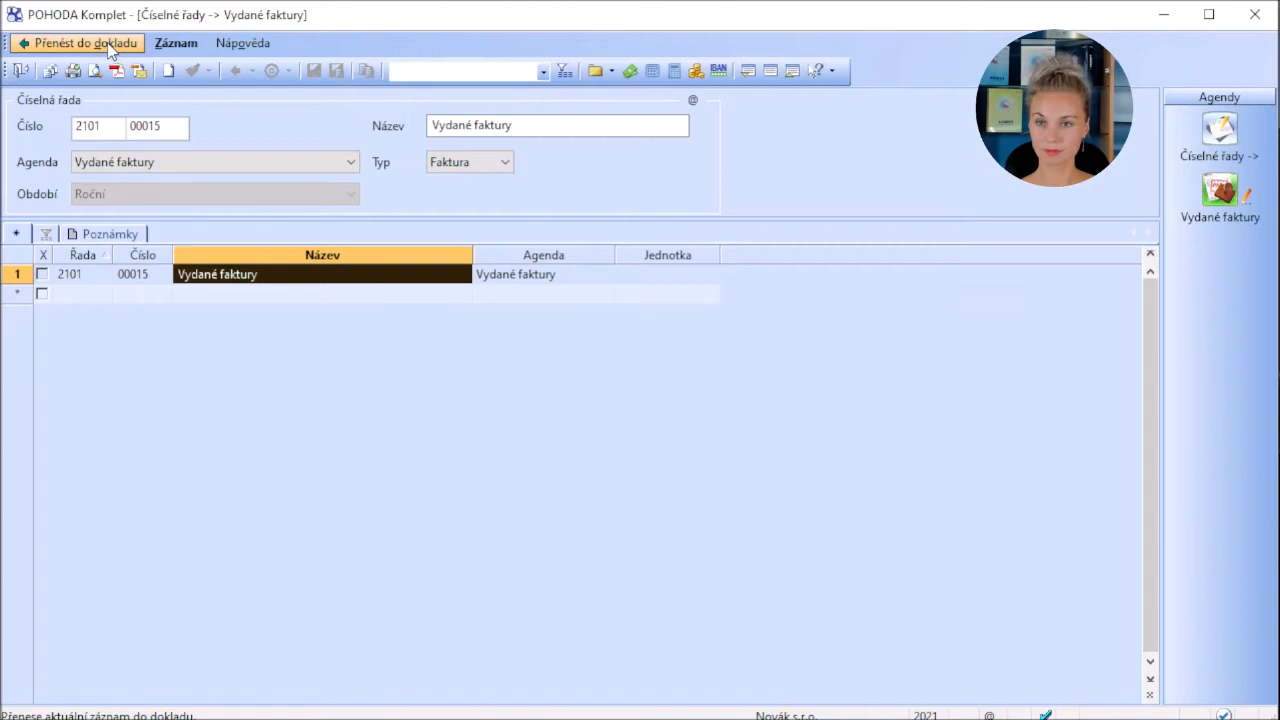 POHODA Komplet - [Číselné řady -> Vydané faktury]
Přenést do dokladu Záznam Nápověda
IBAN
Číselná řada @
Číslo 2101 00015 Název Vydané faktury
Agenda Vydané faktury Typ Faktura
Období Roční
* Poznámky
X Řada Číslo Název Agenda Jednotka
1 2101 00015 Vydané faktury Vydané faktury
*
Agendy
Číselné řady ->
Vydané faktury
Přenese aktuální záznam do dokladu. Novák s.r.o. 2021 @